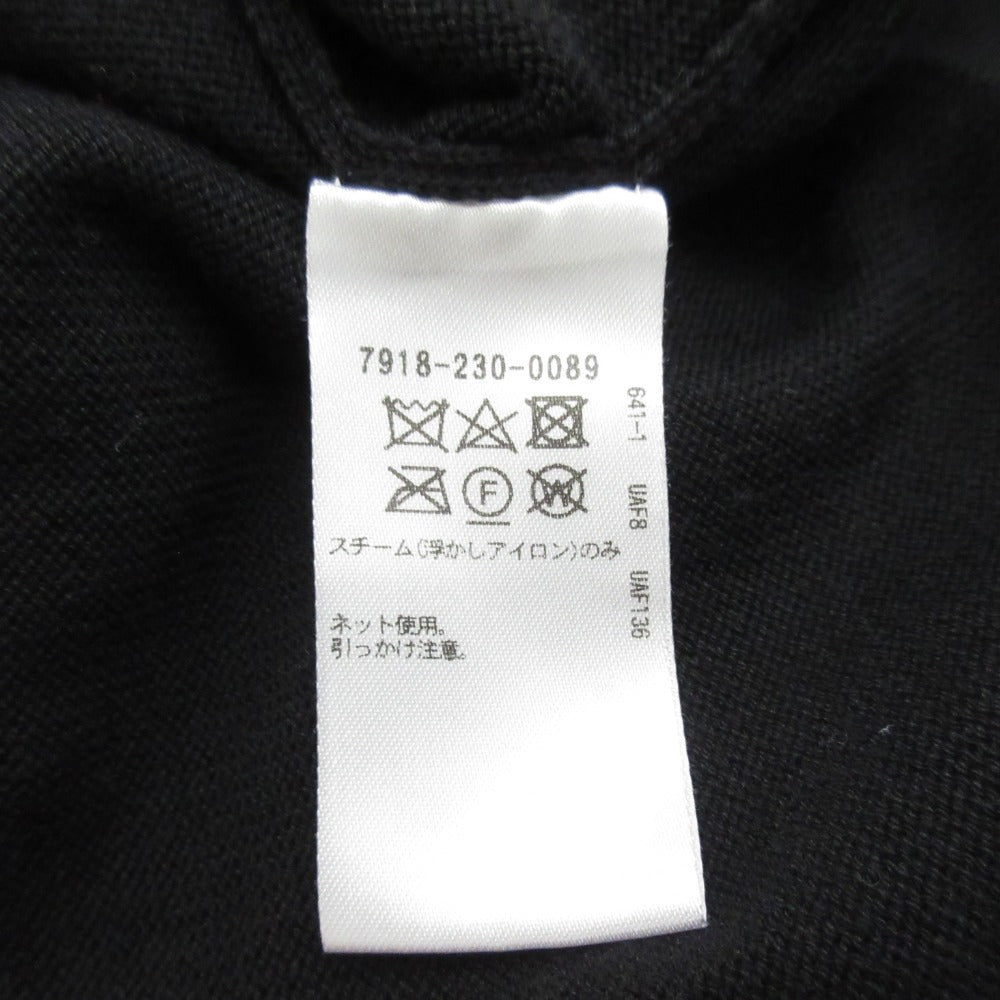 7918-230-0089
F W
スチーム(浮かしアイロン)のみ
ネット使用。
引っかけ注意。
641-1 UAF8 UAF136